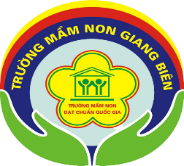 TRƯỜNG MẦM NON GIANG BIÊN
TRƯỜNG MẦM NON
ĐẠT CHUẨN QUỐC GIA